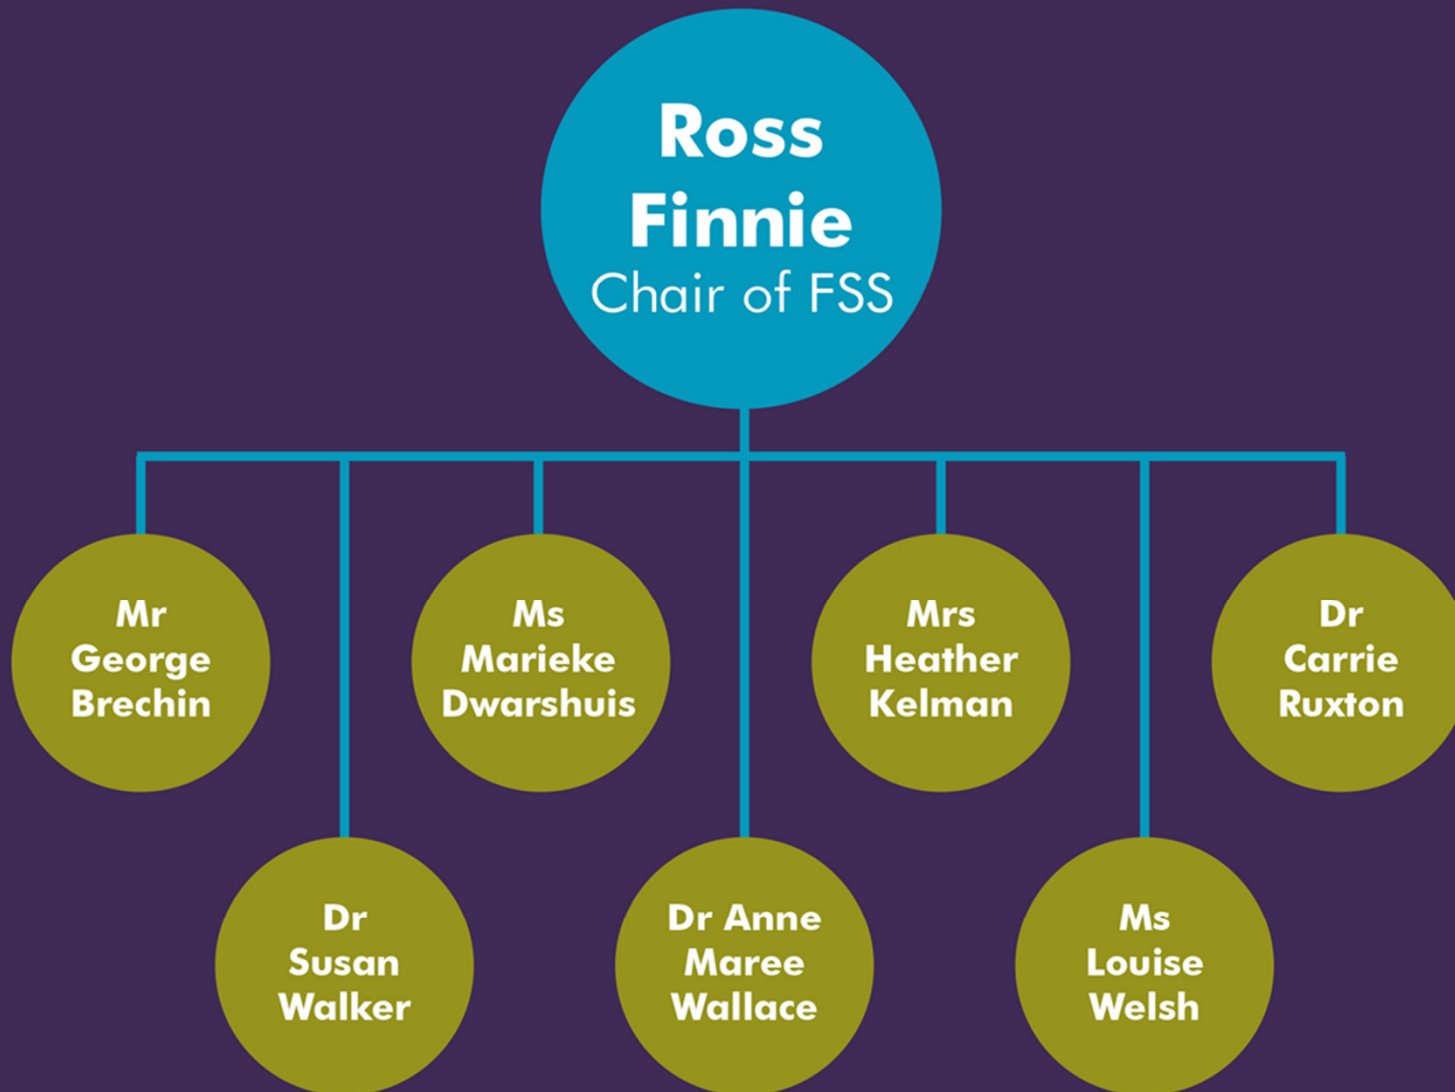 Ross
Finnie
Chair of FSS
Mr
George
Brechin
Ms
Marieke
Dwarshuis
Mrs
Heather
Kelman
Dr
Carrie
Ruxton
Dr
Susan
Walker
Dr Anne
Maree
Wallace
Ms
Louise
Welsh